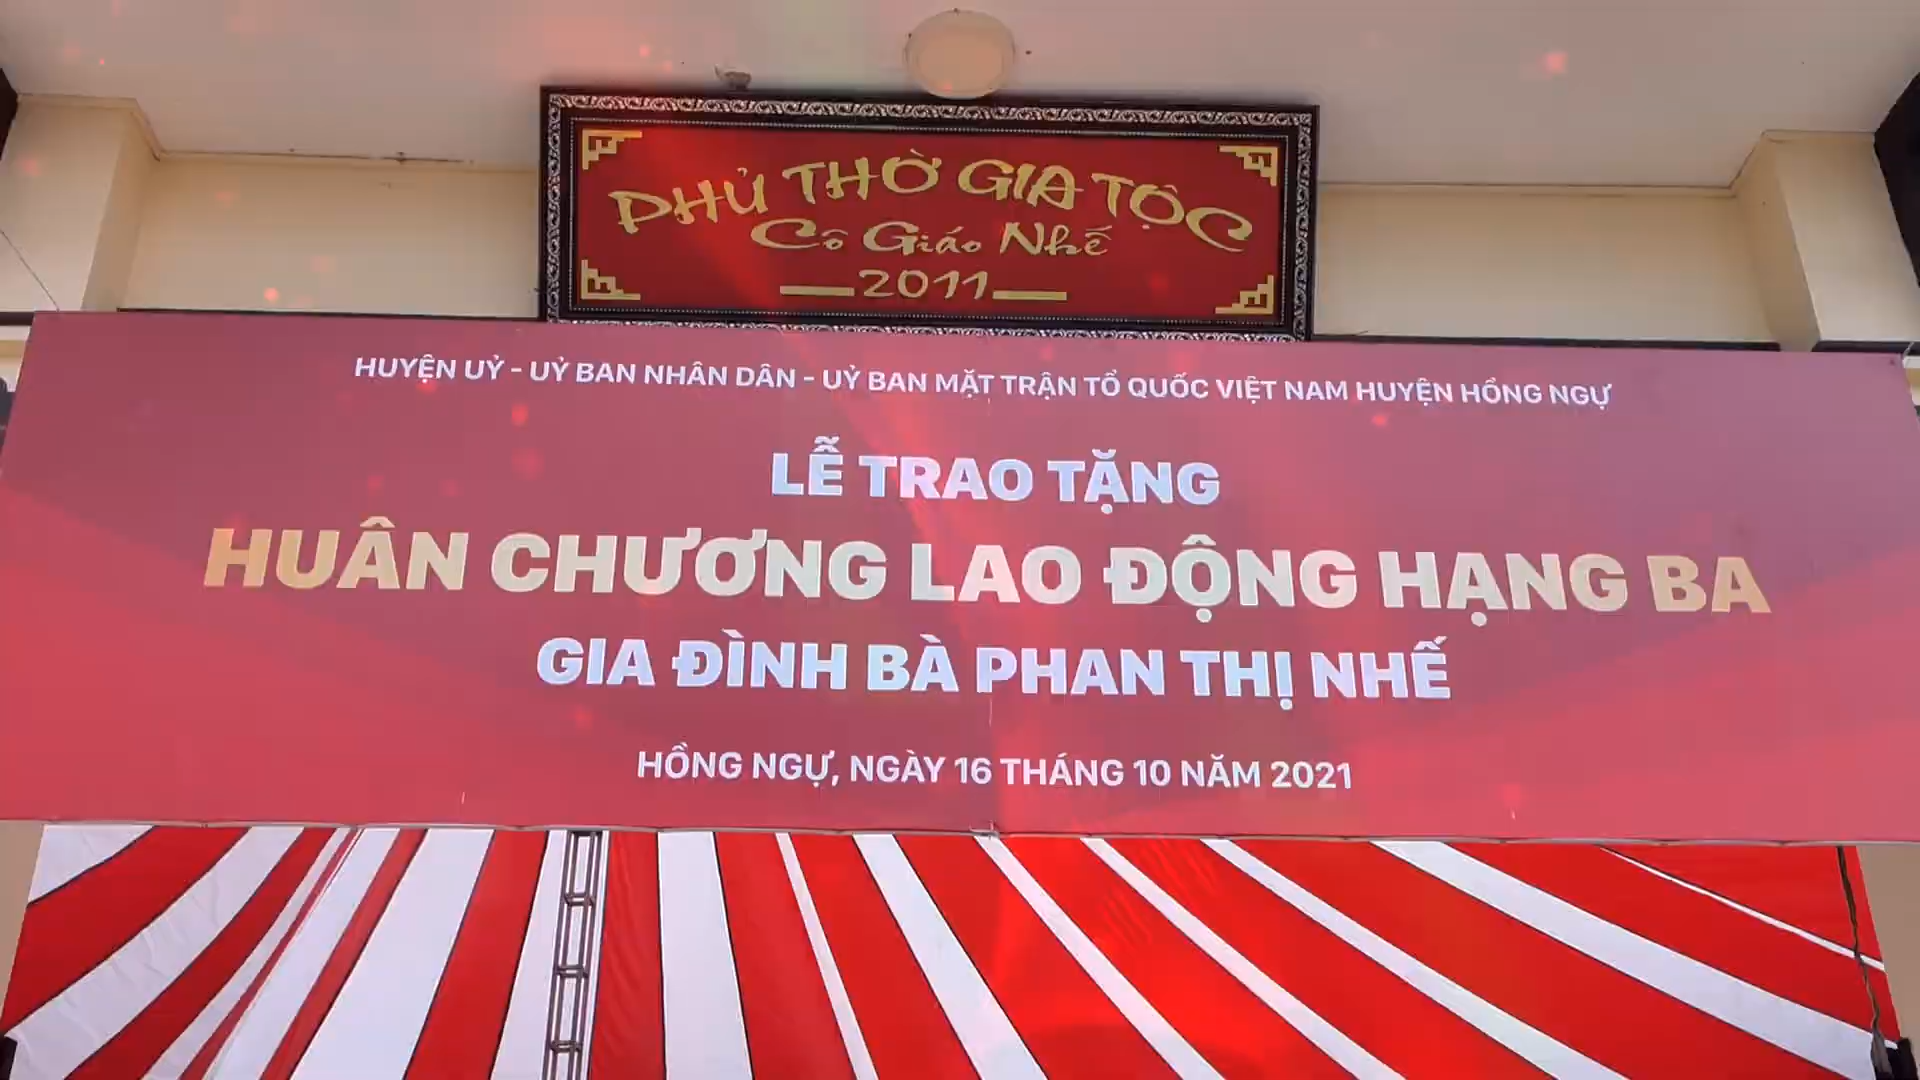 PHỦ THỜ GIA TỘC
Cô Giáo Nhế
2011
HUYỆN UỶ - UỶ BAN NHÂN DÂN - UỶ BAN MẶT TRẬN TỔ QUỐC VIỆT NAM HUYỆN HỒNG NGỰ
LỄ TRAO TẶNG
HUÂN CHƯƠNG LAO ĐỘNG HẠNG BA
GIA ĐÌNH BÀ PHAN THỊ NHẾ
HỒNG NGỰ, NGÀY 16 THÁNG 10 NĂM 2021